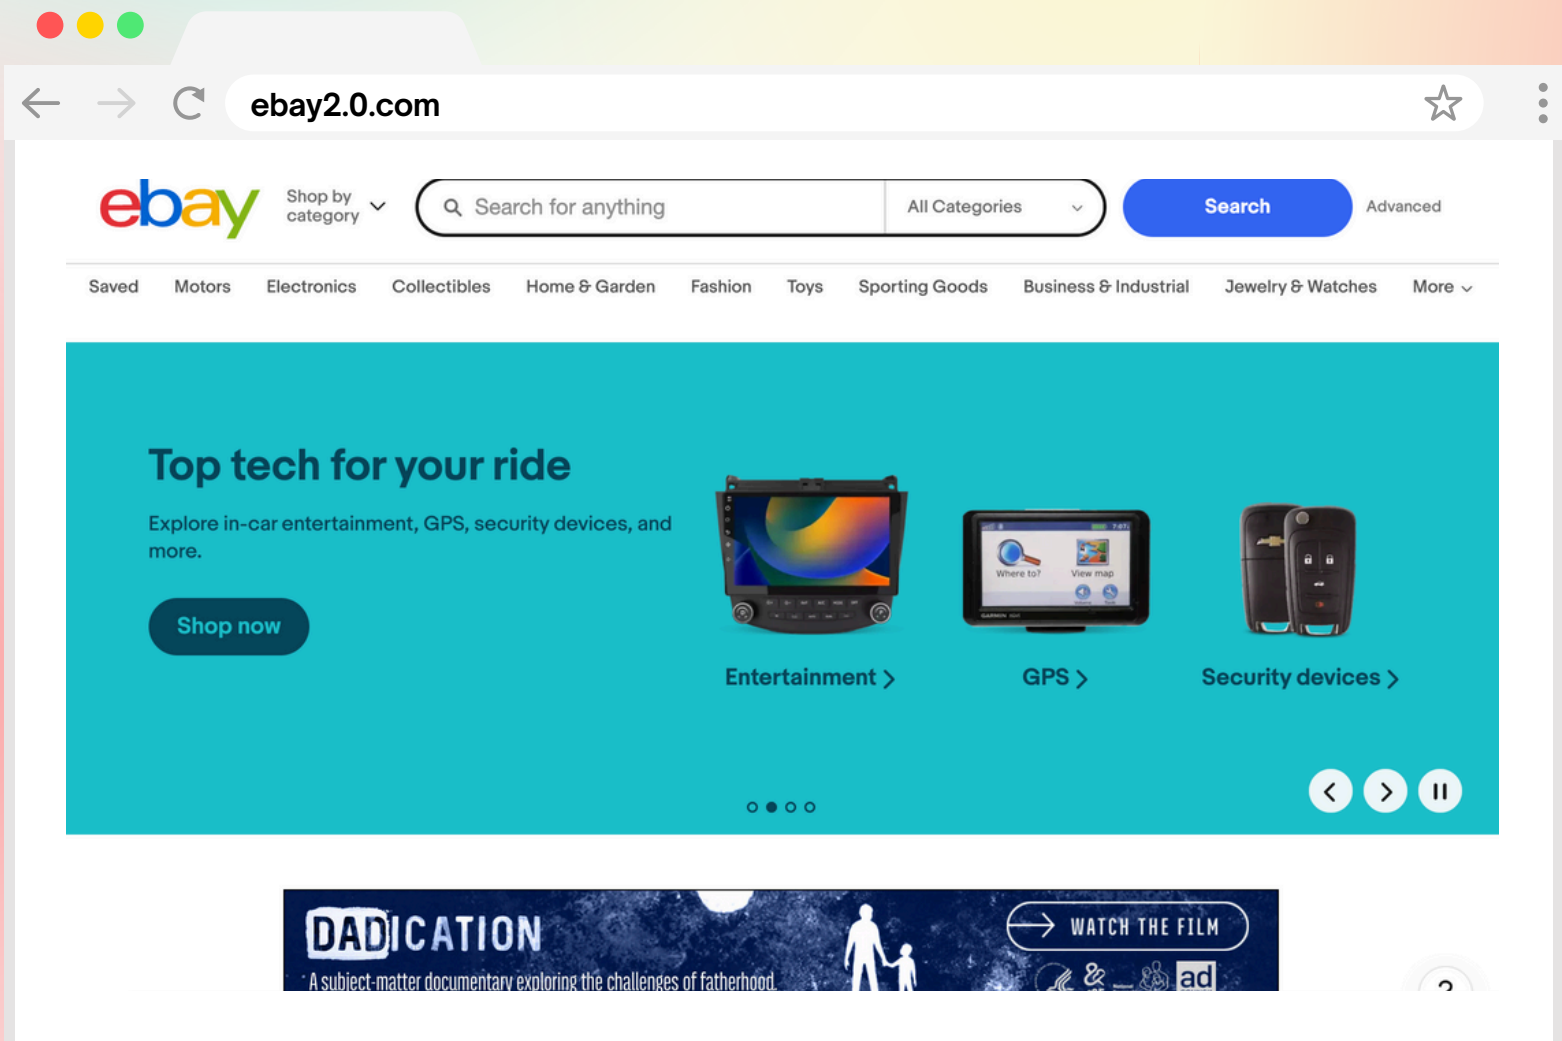 ebay2.0.com
ebay
Shop by
category
Search for anything
All Categories
Search
Advanced
Saved
Motors
Electronics
Collectibles
Home & Garden
Fashion
Toys
Sporting Goods
Business & Industrial
Jewelry & Watches
More
Top tech for your ride
Explore in-car entertainment, GPS, security devices, and
more.
Shop now
Where to?
View map
GARMIN
Entertainment
GPS
Security devices
DADICATION
WATCH THE FILM
A subject-matter documentary exploring the challenges of fatherhood.
ad